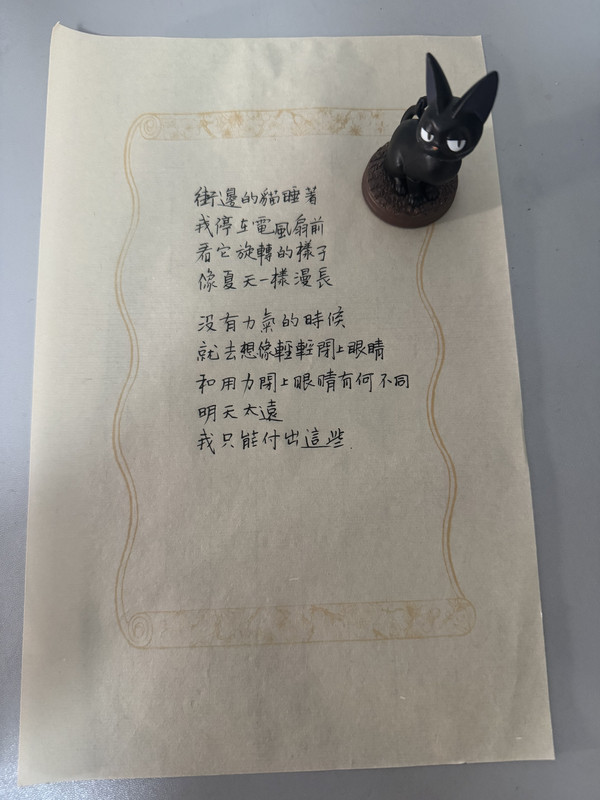 街邊的貓睡著
我停在電風扇前
看它旋轉的樣子
像夏天一樣漫長
没有力氣的時候
就去想像輕輕閉上眼睛
和用力閉上眼睛有何不同
明天太遠
我只能付出這些.